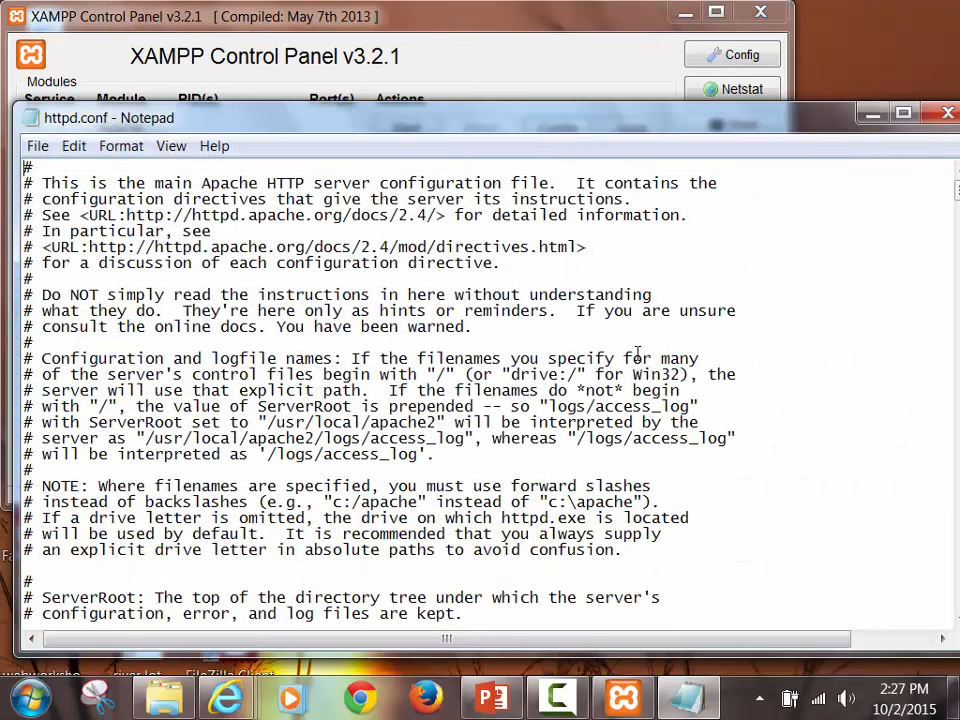 XAMPP Control Panel v3.2.1 [ Compiled: May 7th 2013 ]
XAMPP Control Panel v3.2.1
Config
Modules
Service Module PID(s) Port(s) Actions
Netstat
httpd.conf - Notepad
File Edit Format View Help
#
# This is the main Apache HTTP server configuration file.  It contains the
# configuration directives that give the server its instructions.
# See <URL:http://httpd.apache.org/docs/2.4/> for detailed information.
# In particular, see
# <URL:http://httpd.apache.org/docs/2.4/mod/directives.html>
# for a discussion of each configuration directive.
#
# Do NOT simply read the instructions in here without understanding
# what they do.  They're here only as hints or reminders.  If you are unsure
# consult the online docs. You have been warned.
#
# Configuration and logfile names: If the filenames you specify for many
# of the server's control files begin with "/" (or "drive:/" for Win32), the
# server will use that explicit path.  If the filenames do *not* begin
# with "/", the value of ServerRoot is prepended -- so "logs/access_log"
# with ServerRoot set to "/usr/local/apache2" will be interpreted by the
# server as "/usr/local/apache2/logs/access_log", whereas "/logs/access_log"
# will be interpreted as '/logs/access_log'.
#
# NOTE: Where filenames are specified, you must use forward slashes
# instead of backslashes (e.g., "c:/apache" instead of "c:\apache").
# If a drive letter is omitted, the drive on which httpd.exe is located
# will be used by default.  It is recommended that you always supply
# an explicit drive letter in absolute paths to avoid confusion.
#
# ServerRoot: The top of the directory tree under which the server's
# configuration, error, and log files are kept.
2:27 PM
10/2/2015